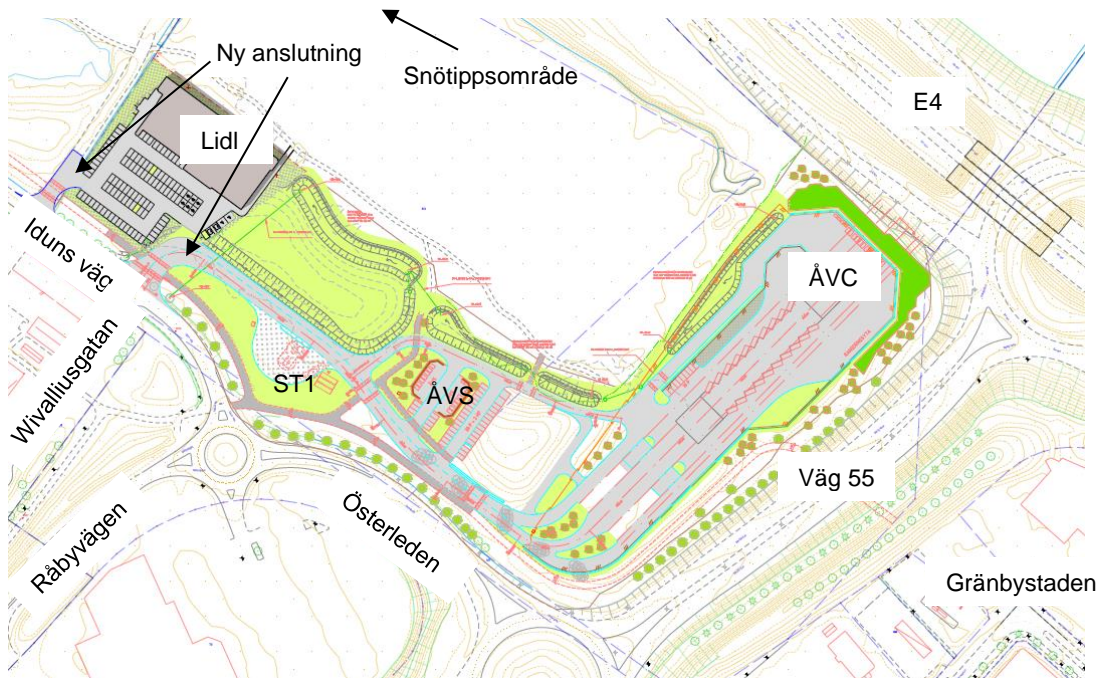 Ny anslutning
Snötippsområde
E4
Lidl
Iduns väg
ÅVC
Wivalliusgatan
ST1
ÅVS
Väg 55
Österleden
Råbyvägen
Gränbystaden